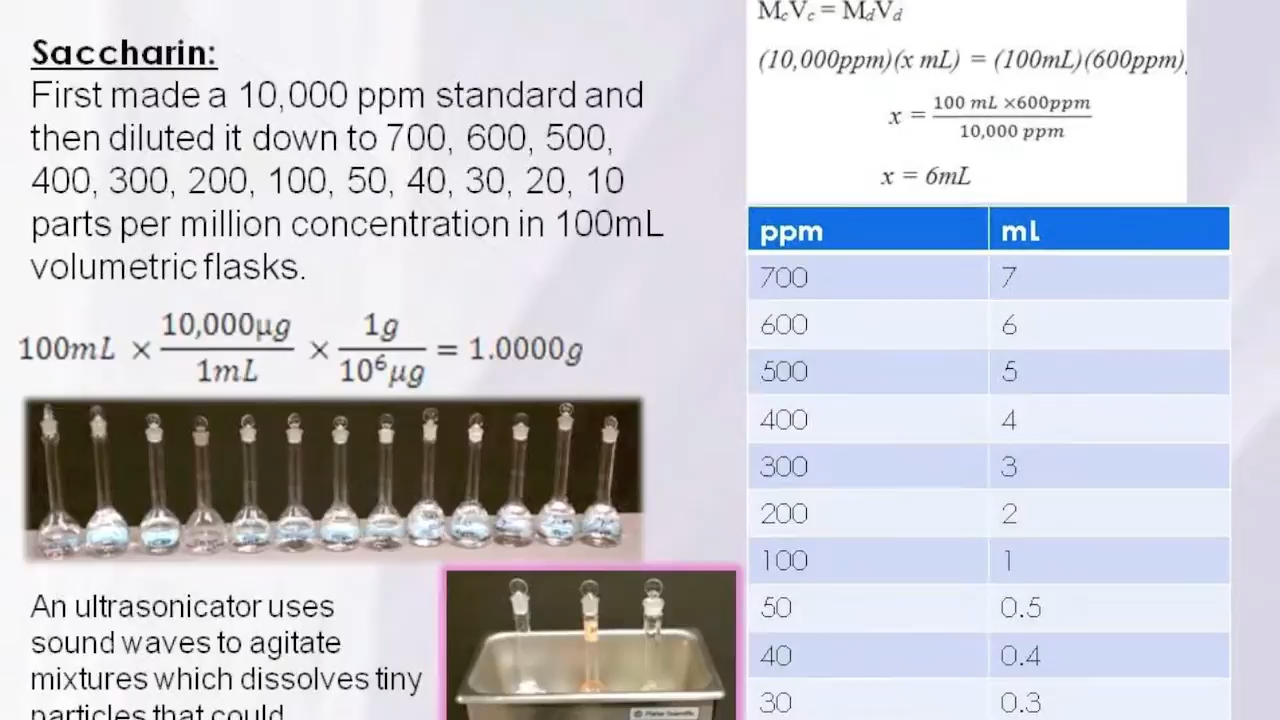 Saccharin:
First made a 10,000 ppm standard and
then diluted it down to 700, 600, 500,
400, 300, 200, 100, 50, 40, 30, 20, 10
parts per million concentration in 100mL
volumetric flasks.
100mL × 10,000µg / 1mL × 1g / 10⁶µg = 1.0000g
An ultrasonicator uses
sound waves to agitate
mixtures which dissolves tiny
particles that could
McVc = MdVd
(10,000ppm)(x mL) = (100mL)(600ppm)
x = 100 mL ×600ppm / 10,000 ppm
x = 6mL
ppm mL
700 7
600 6
500 5
400 4
300 3
200 2
100 1
50 0.5
40 0.4
30 0.3